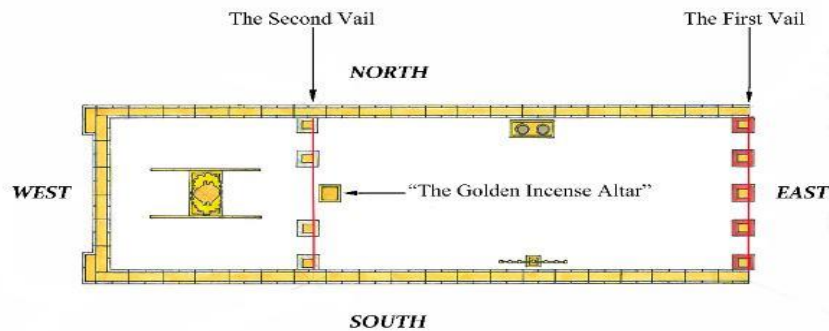 The Second Vail
The First Vail
NORTH
WEST
“The Golden Incense Altar”
EAST
SOUTH